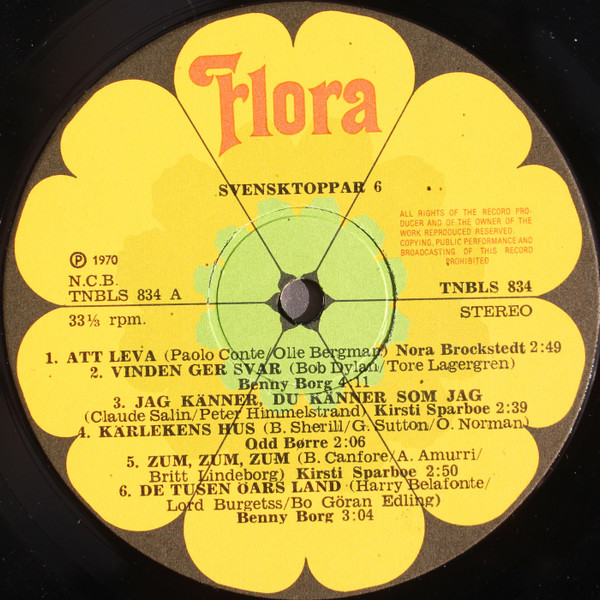 Flora
SVENSKTOPPAR 6
ALL RIGHTS OF THE RECORD PRO-
DUCER AND OF THE OWNER OF THE
WORK REPRODUCED RESERVED.
COPYING, PUBLIC PERFORMANCE AND
BROADCASTING OF THIS RECORD
PROHIBITED
Ⓟ 1970
N.C.B.
TNBLS 834 A
33⅓ rpm.
TNBLS 834
STEREO
1. ATT LEVA (Paolo Conte/Olle Bergman) Nora Brockstedt 2:49
2. VINDEN GER SVAR (Bob Dylan/Tore Lagergren)
Benny Borg 4:11
3. JAG KÄNNER, DU KÄNNER SOM JAG
(Claude Salin/Peter Himmelstrand) Kirsti Sparboe 2:39
4. KÄRLEKENS HUS (B. Sherill/G. Sutton/O. Norman)
Odd Børre 2:06
5. ZUM, ZUM, ZUM (B. Canfore/A. Amurri/
Britt Lindeborg) Kirsti Sparboe 2:50
6. DE TUSEN ÖARS LAND (Harry Belafonte/
Lord Burgetss/Bo Göran Edling)
Benny Borg 3:04